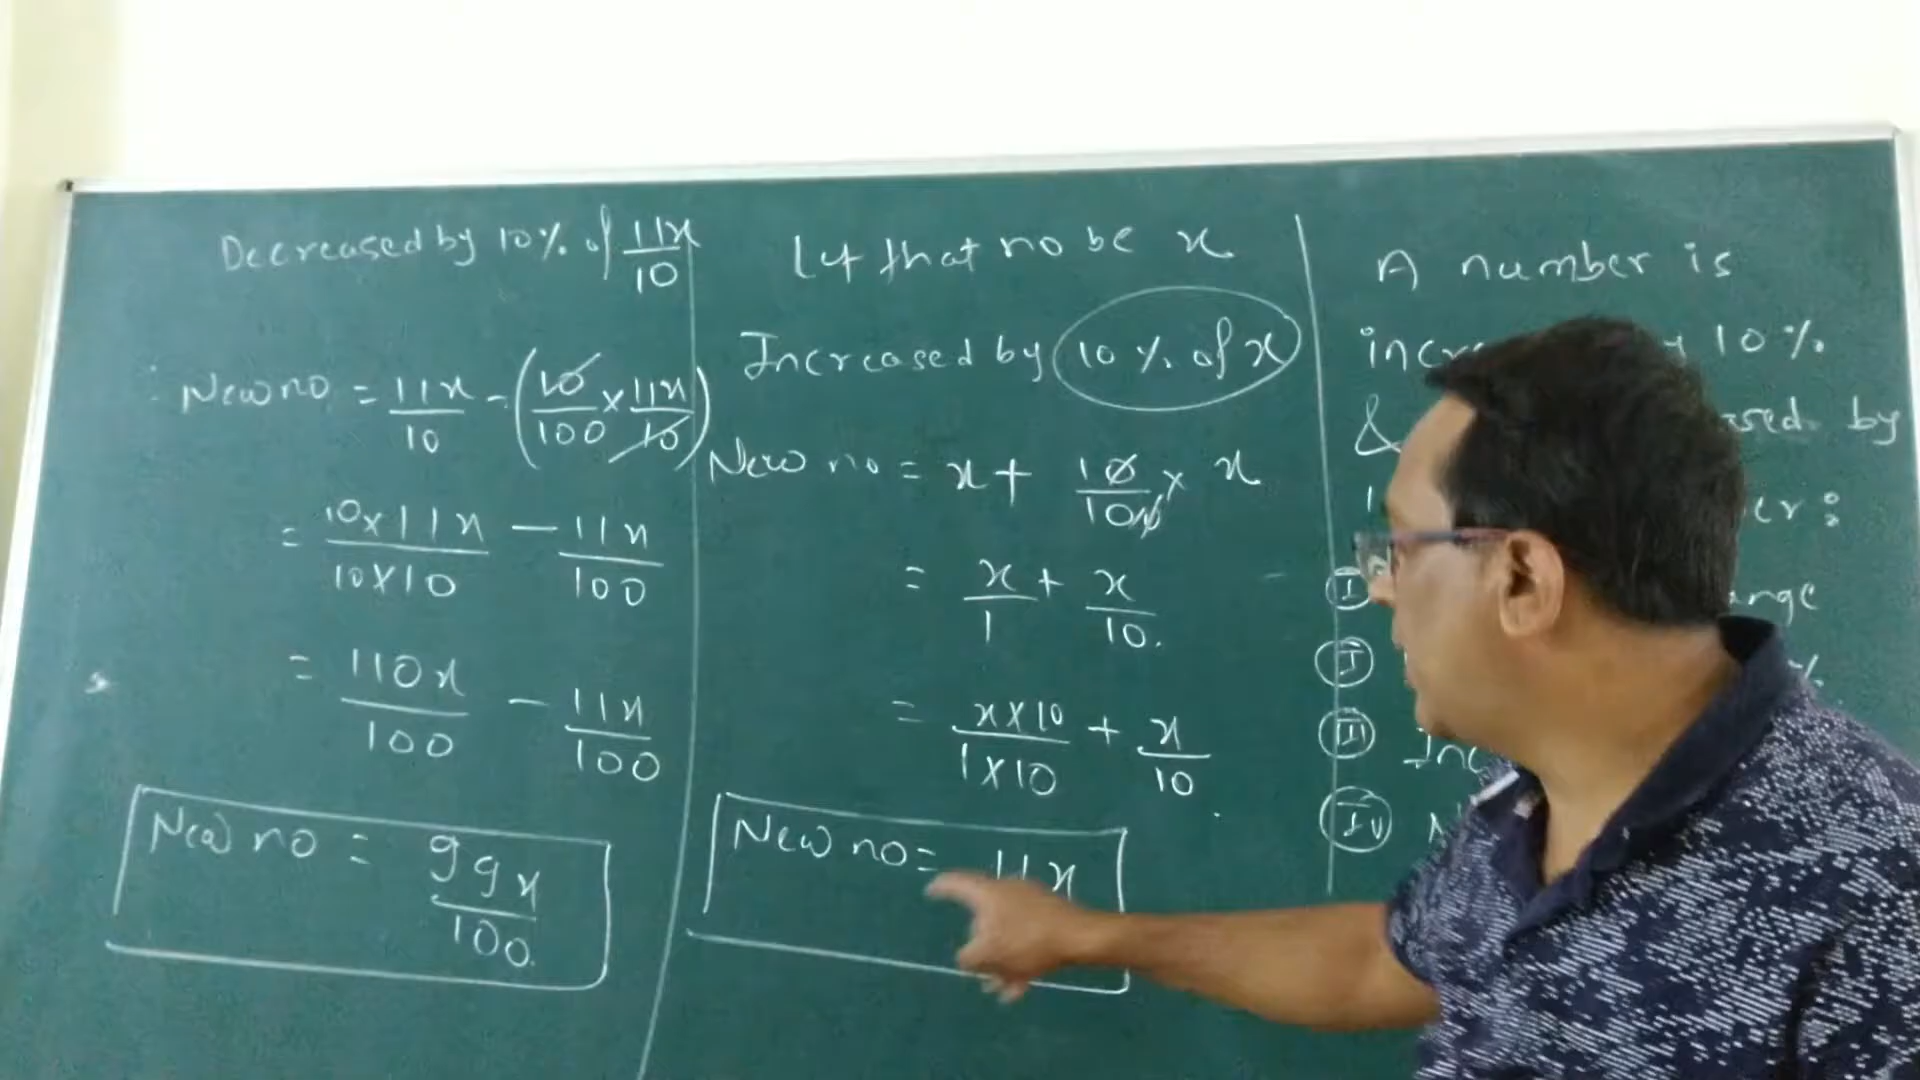 Decreased by 10% of 11x/10
∴ New no = 11x/10 - (10/100 × 11x/10)
= 10×11x/10×10 - 11x/100
= 110x/100 - 11x/100
New no = 99x/100.
Let that no be x
Increased by 10% of x
New no = x + 10/100 × x
= x/1 + x/10.
= x×10/1×10 + x/10
New no = 11x
A number is
10%
& by
I
II %
III
IV